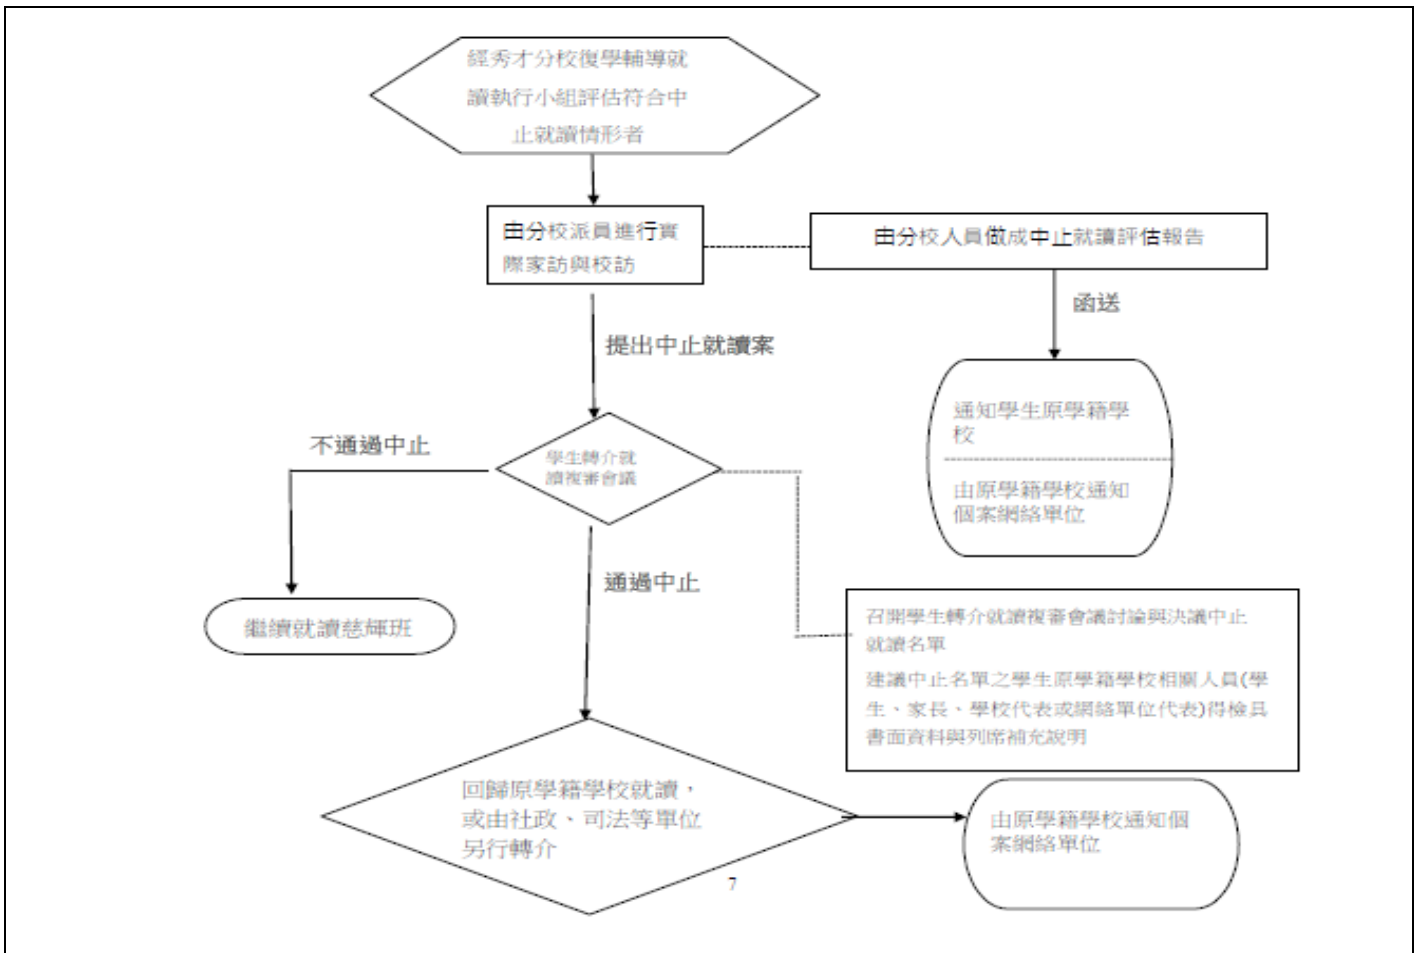 經秀才分校復學輔導就
讀執行小組評估符合中
止就讀情形者
由分校派員進行實
際家訪與校訪
由分校人員做成中止就讀評估報告
函送
提出中止就讀案
通知學生原學籍學
校
由原學籍學校通知
個案網絡單位
不通過中止
學生轉介就
讀複審會議
通過中止
繼續就讀慈輝班
召開學生轉介就讀複審會議討論與決議中止
就讀名單
建議中止名單之學生原學籍學校相關人員(學
生、家長、學校代表或網絡單位代表)得檢具
書面資料與列席補充說明
回歸原學籍學校就讀，
或由社政、司法等單位
另行轉介
由原學籍學校通知個
案網絡單位
7